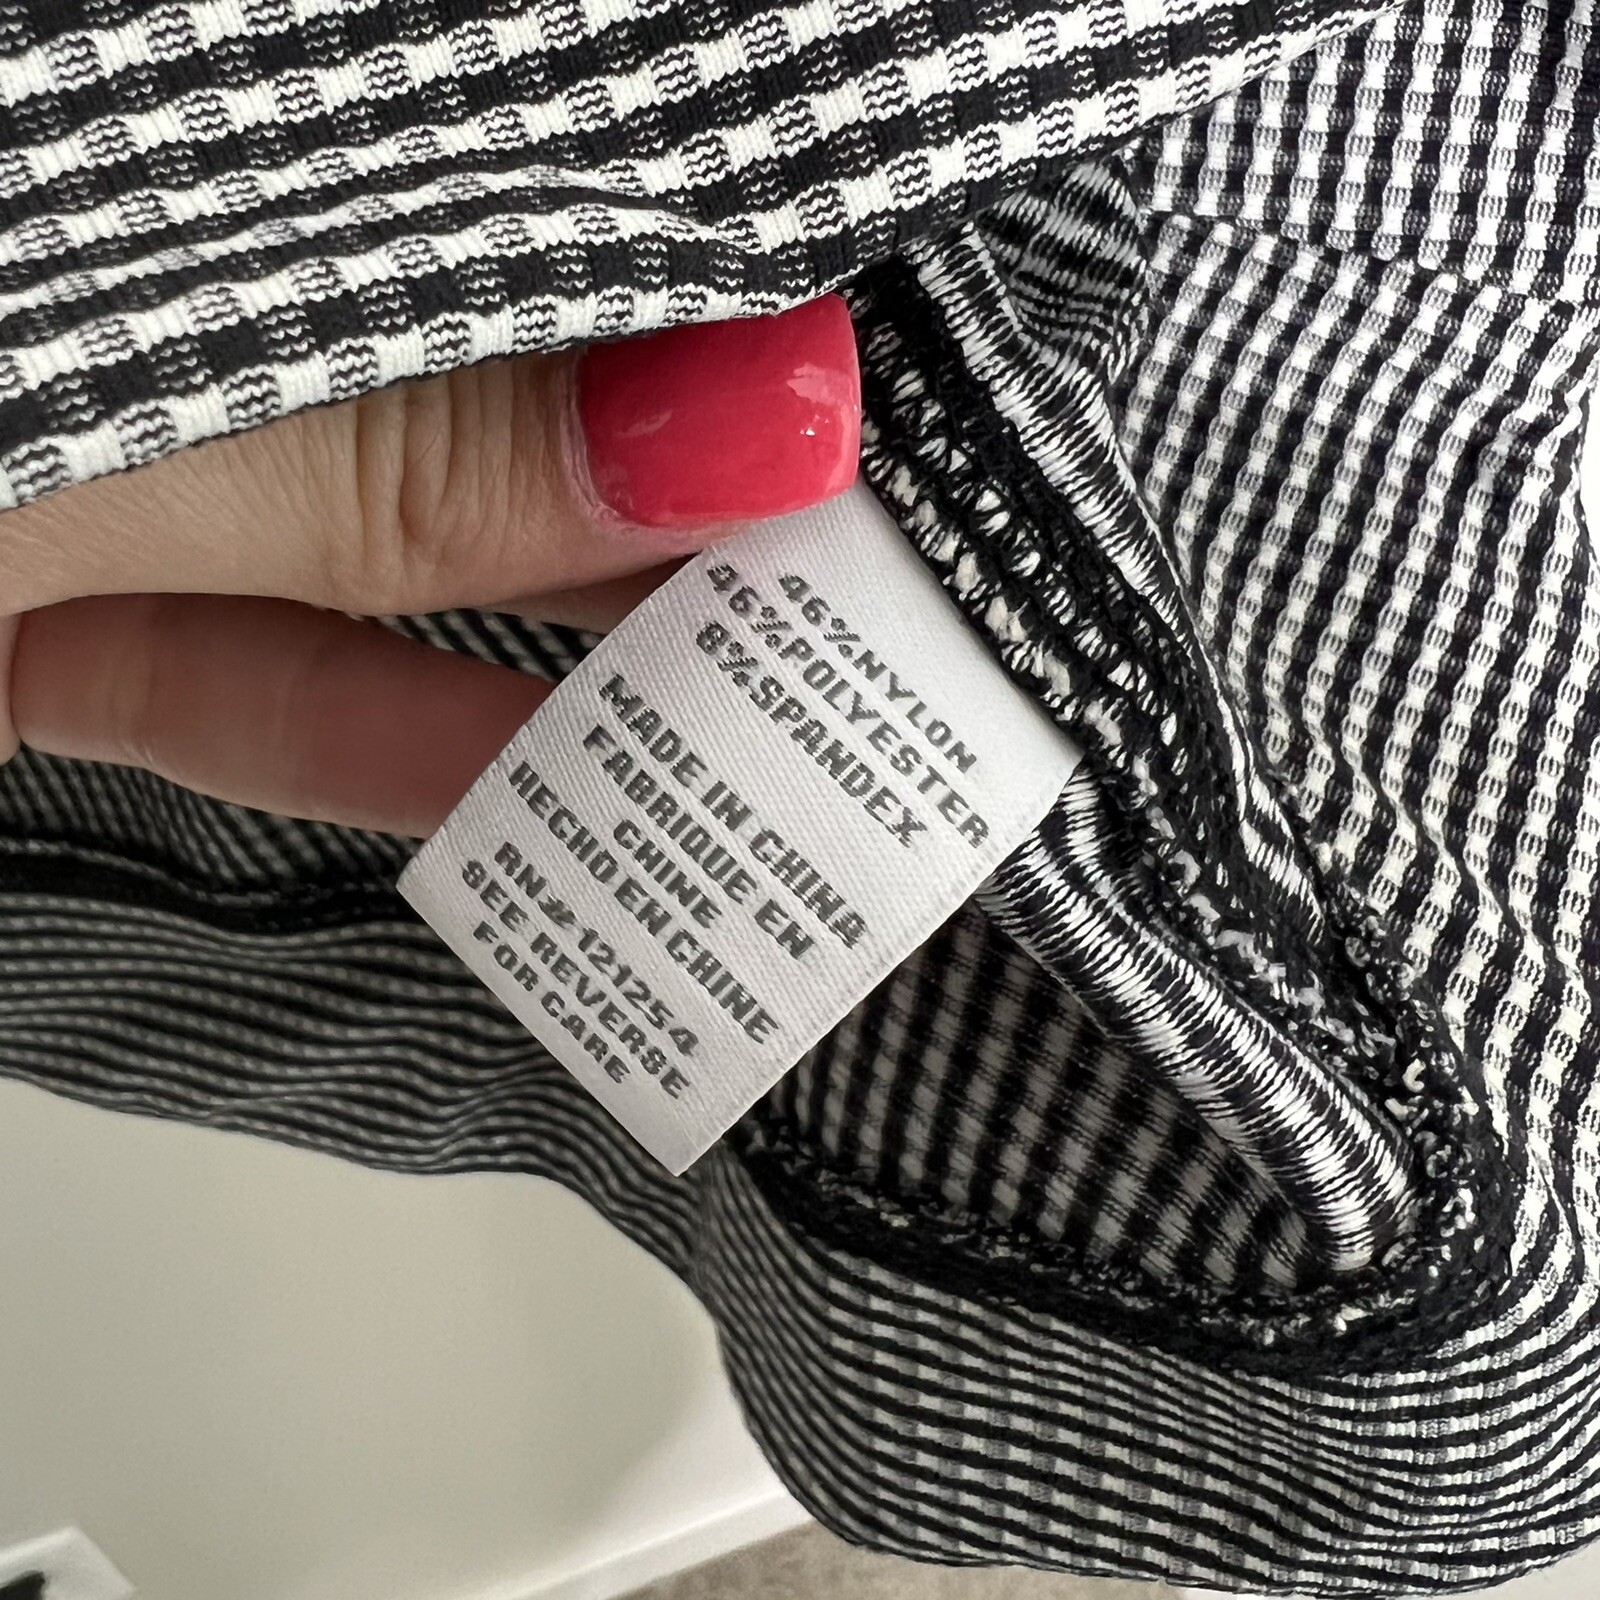 46%NYLON
46%POLYESTER
8%SPANDEX
MADE IN CHINA
FABRIQUE EN
CHINE
HECHO EN CHINE
RN# 121254
SEE REVERSE
FOR CARE